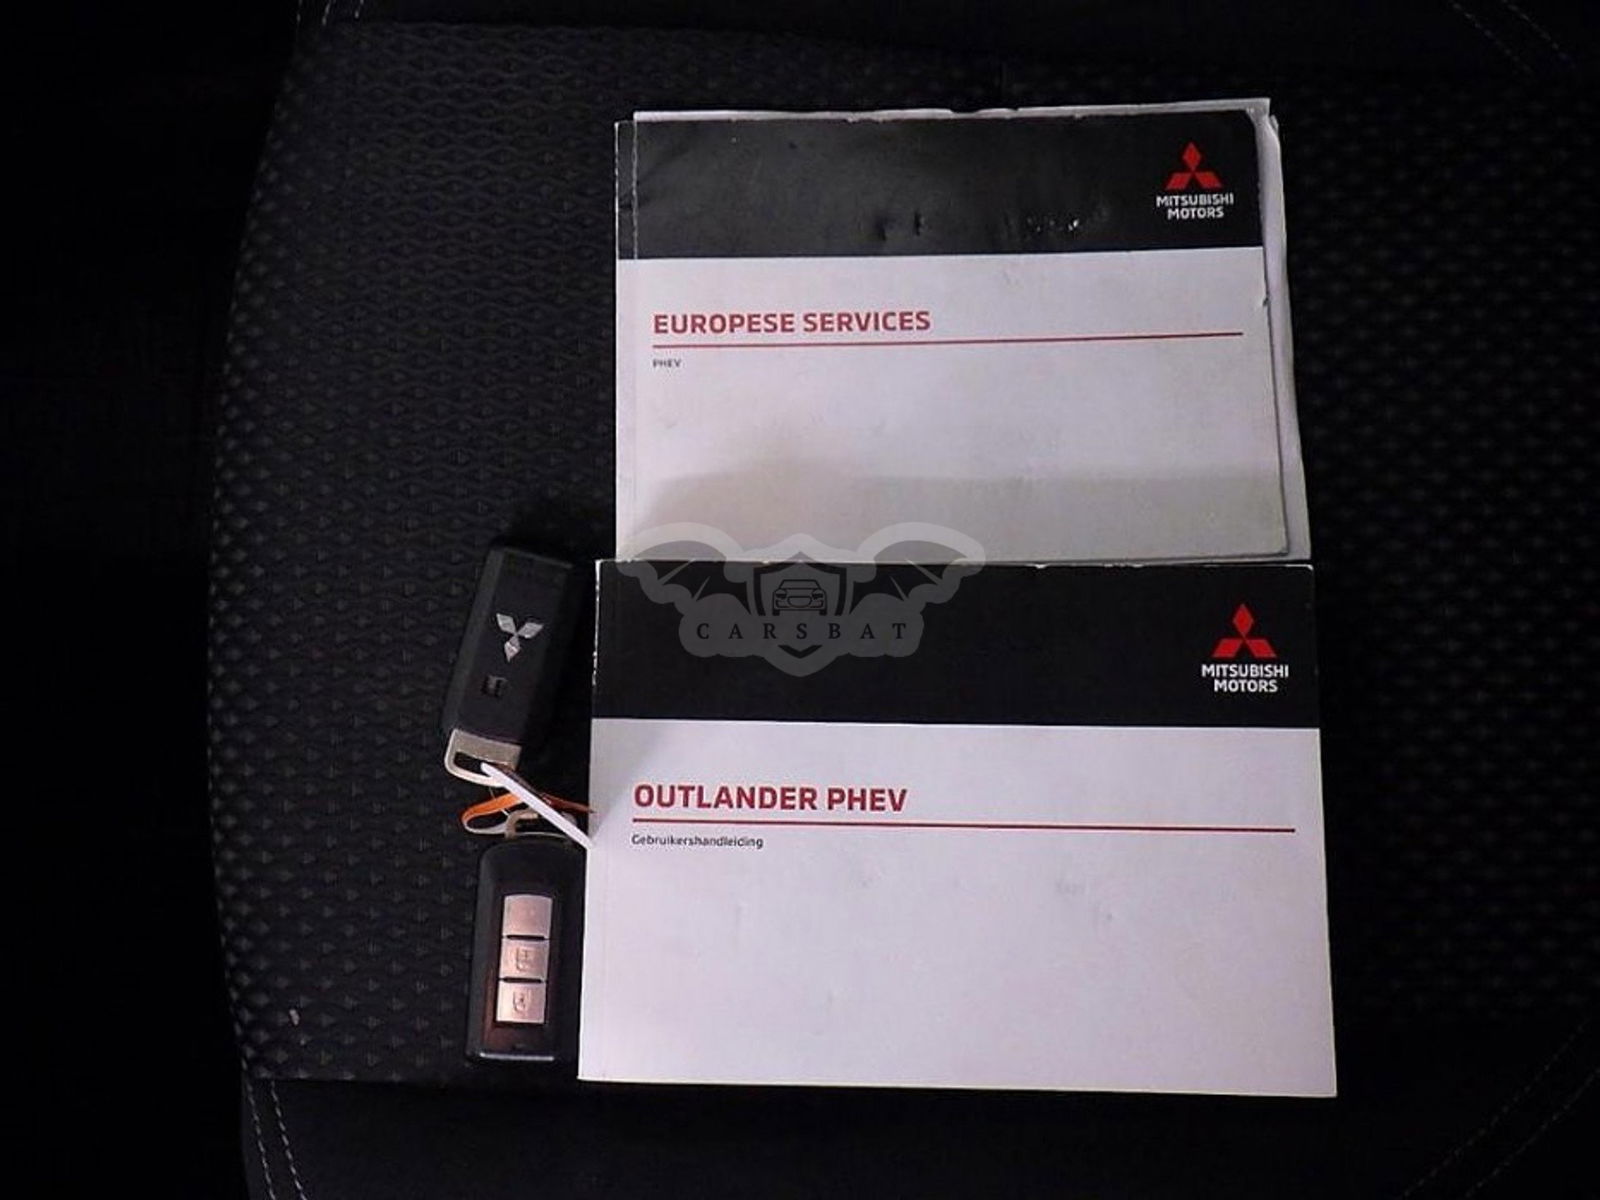 MITSUBISHI
MOTORS
EUROPESE SERVICES
PHEV
CARSBAT
MITSUBISHI
MOTORS
OUTLANDER PHEV
Gebruikershandleiding